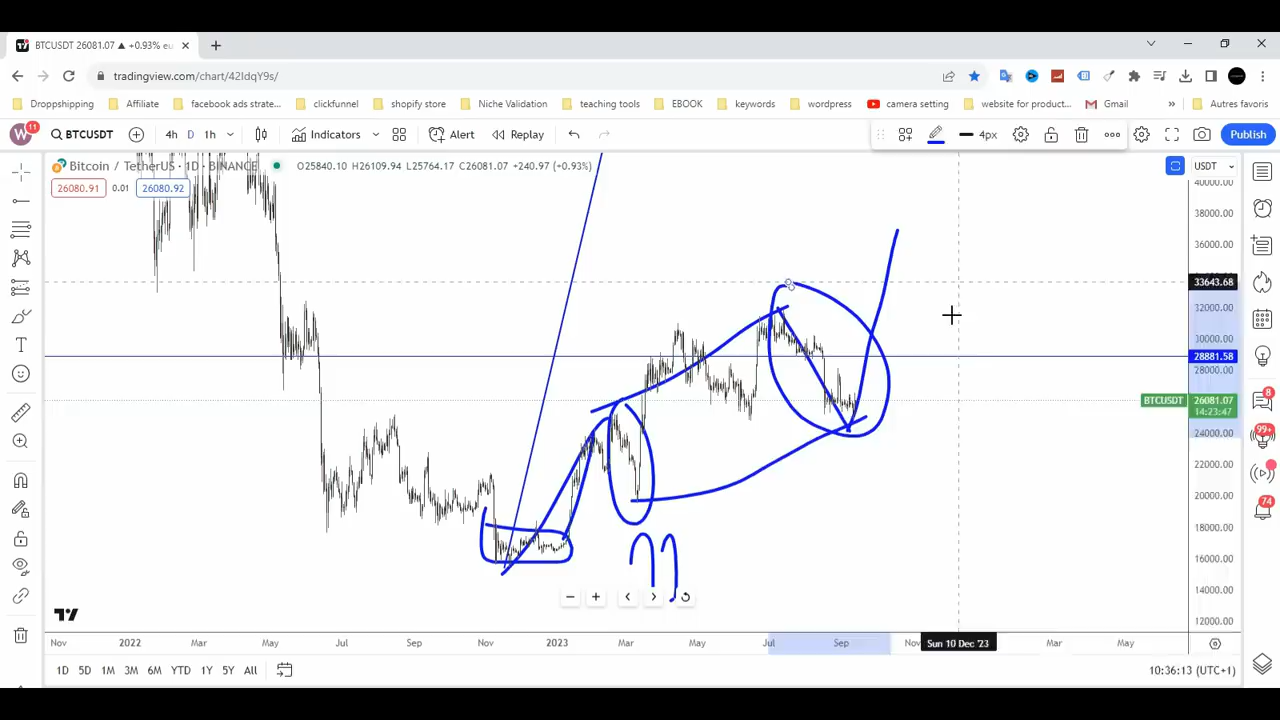 BTCUSDT 26081.07 ▲ +0.93% eu
tradingview.com/chart/42IdqY9s/
Droppshipping Affiliate facebook ads strate... clickfunnel shopify store Niche Validation teaching tools EBOOK keywords wordpress camera setting website for product... Gmail » Autres favoris
W 11 BTCUSDT 4h D 1h Indicators Alert Replay 4px Publish
Bitcoin / TetherUS · 1D · BINANCE O25840.10 H26109.94 L25764.17 C26081.07 +240.97 (+0.93%) USDT
26080.91 0.01 26080.92
40000.00
38000.00
36000.00
33643.68
32000.00
30000.00
28881.58
28000.00
BTCUSDT 26081.07
14:23:47
24000.00
22000.00
20000.00
18000.00
16000.00
14000.00
12000.00
8
99+
74
Nov 2022 Mar May Jul Sep Nov 2023 Mar May Jul Sep Nov Sun 10 Dec '23 Mar May
1D 5D 1M 3M 6M YTD 1Y 5Y All 10:36:13 (UTC+1)